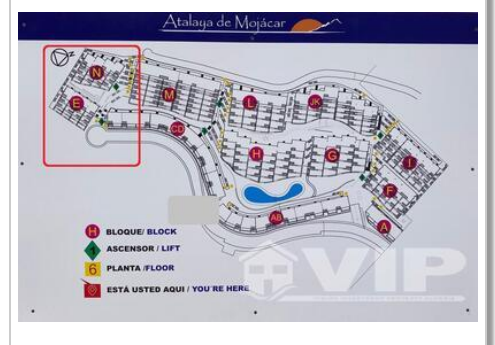 Atalaya de Mojácar
N
N
E
M
L
JK
CD
H
G
I
F
AB
A
H BLOQUE/ BLOCK
1 ASCENSOR / LIFT
6 PLANTA /FLOOR
ESTÁ USTED AQUI / YOU'RE HERE
VIP